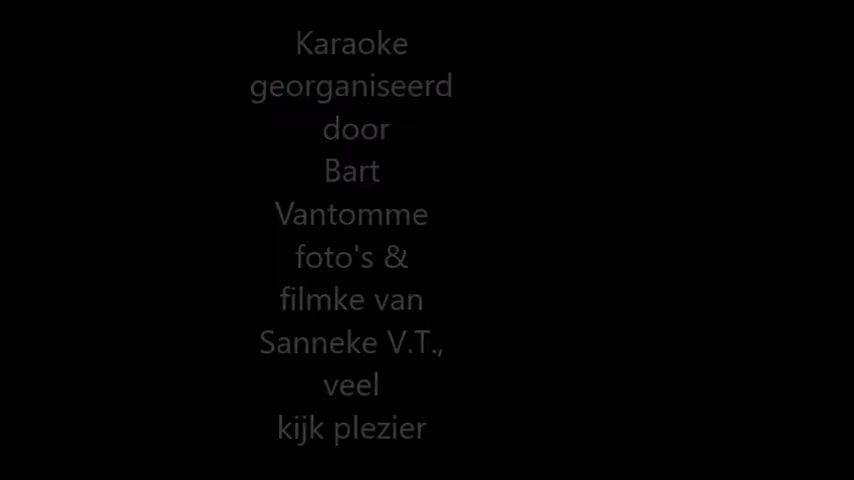 Karaoke
georganiseerd
door
Bart
Vantomme
foto's &
filmke van
Sanneke V.T.,
veel
kijk plezier